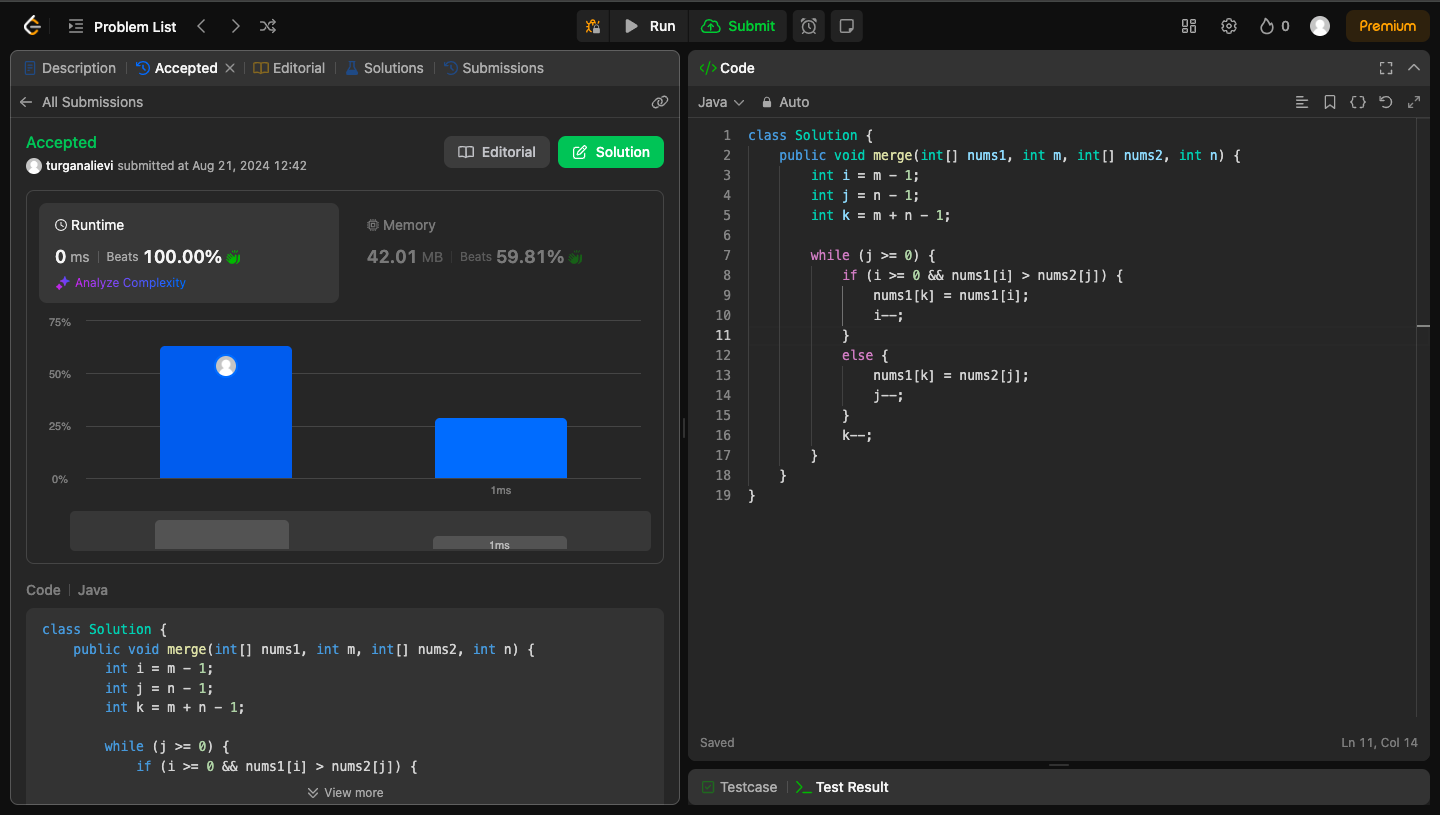 Problem List
Run
Submit
0
Premium
Description
Accepted
Editorial
Solutions
Submissions
All Submissions
Accepted
turganalievi submitted at Aug 21, 2024 12:42
Editorial
Solution
Runtime
0 ms | Beats 100.00%
Analyze Complexity
Memory
42.01 MB | Beats 59.81%
75%
50%
25%
0%
1ms
1ms
Code | Java
class Solution {
    public void merge(int[] nums1, int m, int[] nums2, int n) {
        int i = m - 1;
        int j = n - 1;
        int k = m + n - 1;
        while (j >= 0) {
            if (i >= 0 && nums1[i] > nums2[j]) {
View more
</> Code
Java
Auto
1 class Solution {
2     public void merge(int[] nums1, int m, int[] nums2, int n) {
3         int i = m - 1;
4         int j = n - 1;
5         int k = m + n - 1;
6
7         while (j >= 0) {
8             if (i >= 0 && nums1[i] > nums2[j]) {
9                 nums1[k] = nums1[i];
10                 i--;
11             }
12             else {
13                 nums1[k] = nums2[j];
14                 j--;
15             }
16             k--;
17         }
18     }
19 }
Saved
Ln 11, Col 14
Testcase
Test Result